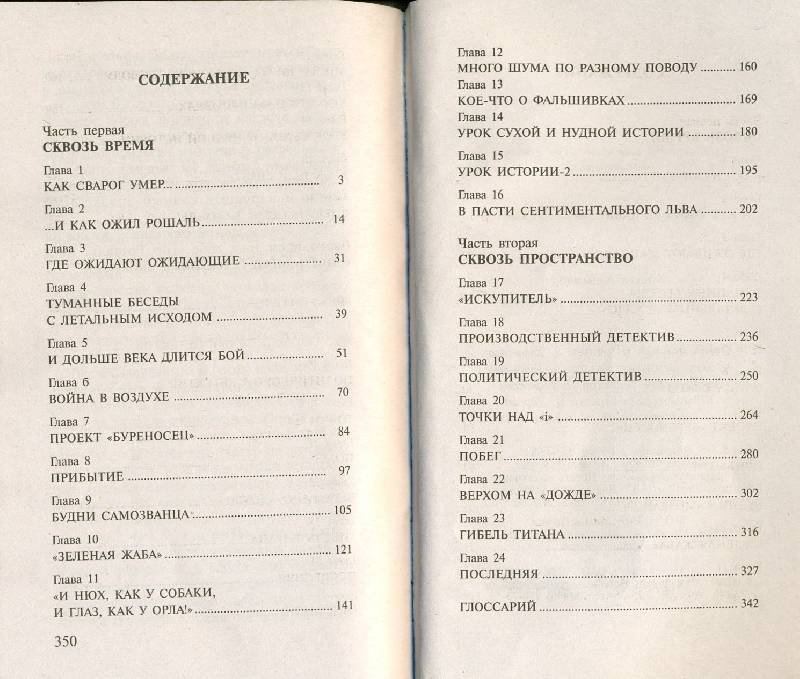 СОДЕРЖАНИЕ
Часть первая
СКВОЗЬ ВРЕМЯ
Глава 1
КАК СВАРОГ УМЕР... 3
Глава 2
...И КАК ОЖИЛ РОШАЛЬ 14
Глава 3
ГДЕ ОЖИДАЮТ ОЖИДАЮЩИЕ 31
Глава 4
ТУМАННЫЕ БЕСЕДЫ
С ЛЕТАЛЬНЫМ ИСХОДОМ 39
Глава 5
И ДОЛЬШЕ ВЕКА ДЛИТСЯ БОЙ 51
Глава 6
ВОЙНА В ВОЗДУХЕ 70
Глава 7
ПРОЕКТ «БУРЕНОСЕЦ» 84
Глава 8
ПРИБЫТИЕ 97
Глава 9
БУДНИ САМОЗВАНЦА 105
Глава 10
«ЗЕЛЕНАЯ ЖАБА» 121
Глава 11
«И НЮХ, КАК У СОБАКИ,
И ГЛАЗ, КАК У ОРЛА!» 141
350
Глава 12
МНОГО ШУМА ПО РАЗНОМУ ПОВОДУ 160
Глава 13
КОЕ-ЧТО О ФАЛЬШИВКАХ 169
Глава 14
УРОК СУХОЙ И НУДНОЙ ИСТОРИИ 180
Глава 15
УРОК ИСТОРИИ-2 195
Глава 16
В ПАСТИ СЕНТИМЕНТАЛЬНОГО ЛЬВА 202
Часть вторая
СКВОЗЬ ПРОСТРАНСТВО
Глава 17
«ИСКУПИТЕЛЬ» 223
Глава 18
ПРОИЗВОДСТВЕННЫЙ ДЕТЕКТИВ 236
Глава 19
ПОЛИТИЧЕСКИЙ ДЕТЕКТИВ 250
Глава 20
ТОЧКИ НАД «i» 264
Глава 21
ПОБЕГ 280
Глава 22
ВЕРХОМ НА «ДОЖДЕ» 302
Глава 23
ГИБЕЛЬ ТИТАНА 316
Глава 24
ПОСЛЕДНЯЯ 327
ГЛОССАРИЙ 342